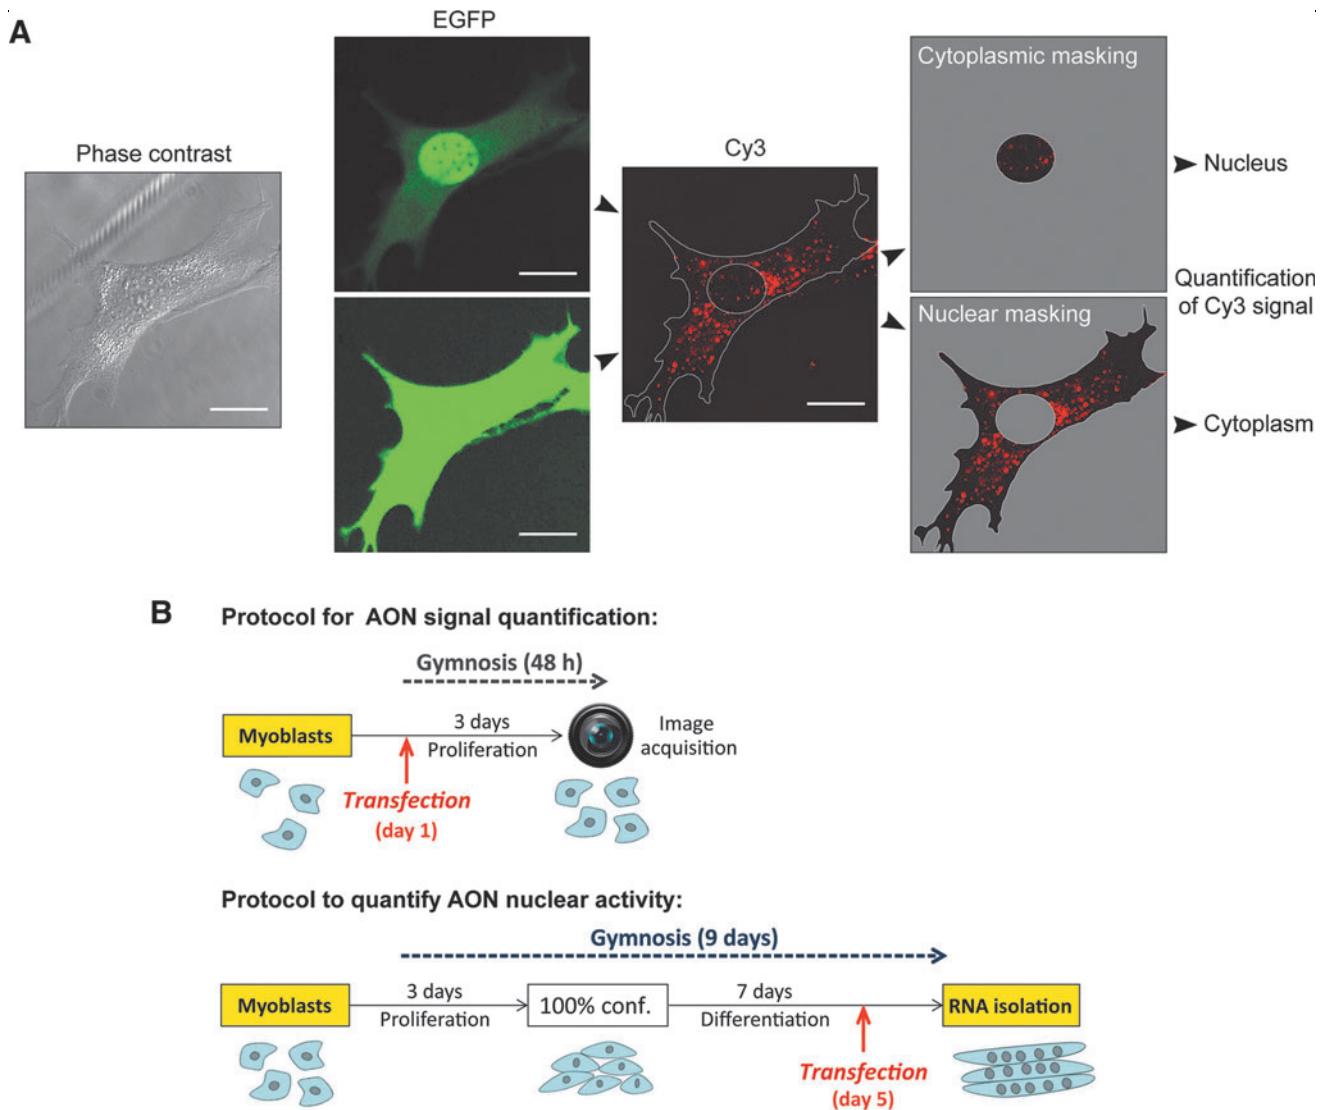 A
EGFP
Phase contrast
Cy3
Cytoplasmic masking
Nucleus
Quantification
of Cy3 signal
Nuclear masking
Cytoplasm
B
Protocol for AON signal quantification:
Gymnosis (48 h)
Myoblasts
3 days
Proliferation
Image
acquisition
Transfection
(day 1)
Protocol to quantify AON nuclear activity:
Gymnosis (9 days)
Myoblasts
3 days
Proliferation
100% conf.
7 days
Differentiation
RNA isolation
Transfection
(day 5)